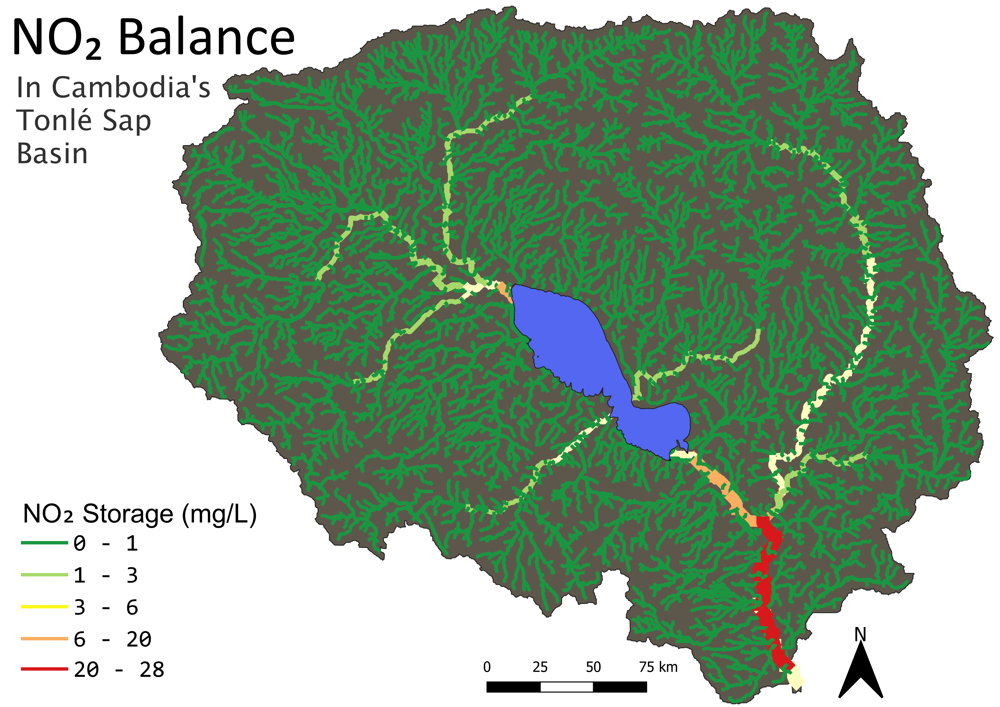 NO₂ Balance
In Cambodia's
Tonlé Sap
Basin
NO₂ Storage (mg/L)
0 - 1
1 - 3
3 - 6
6 - 20
20 - 28
0 25 50 75 km
N